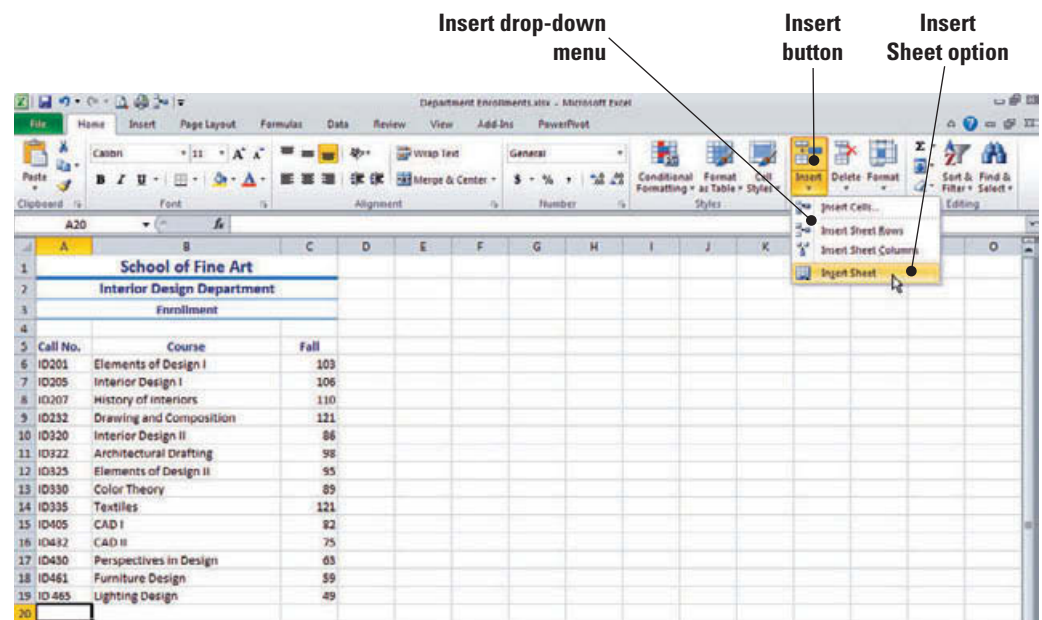 Insert drop-down menu
Insert button
Insert Sheet option
Department Enrollments.xlsx - Microsoft Excel
File Home Insert Page Layout Formulas Data Review View Add-Ins PowerPivot
Paste
Calibri 11 A A
B I U A
Wrap Text
Merge & Center
General
$ % ,
Conditional Formatting
Format as Table
Cell Styles
Insert Delete Format
Σ
Sort & Filter
Find & Select
Clipboard Font Alignment Number Styles Editing
Insert Cells...
Insert Sheet Rows
Insert Sheet Columns
Insert Sheet
A20 fx
A B C D E F G H I J K O
1 School of Fine Art
2 Interior Design Department
3 Enrollment
4
5 Call No. Course Fall
6 ID201 Elements of Design I 103
7 ID205 Interior Design I 106
8 ID207 History of Interiors 110
9 ID232 Drawing and Composition 121
10 ID320 Interior Design II 86
11 ID322 Architectural Drafting 98
12 ID325 Elements of Design II 95
13 ID330 Color Theory 89
14 ID335 Textiles 121
15 ID405 CAD I 82
16 ID432 CAD II 75
17 ID430 Perspectives in Design 63
18 ID461 Furniture Design 59
19 ID 465 Lighting Design 49
20